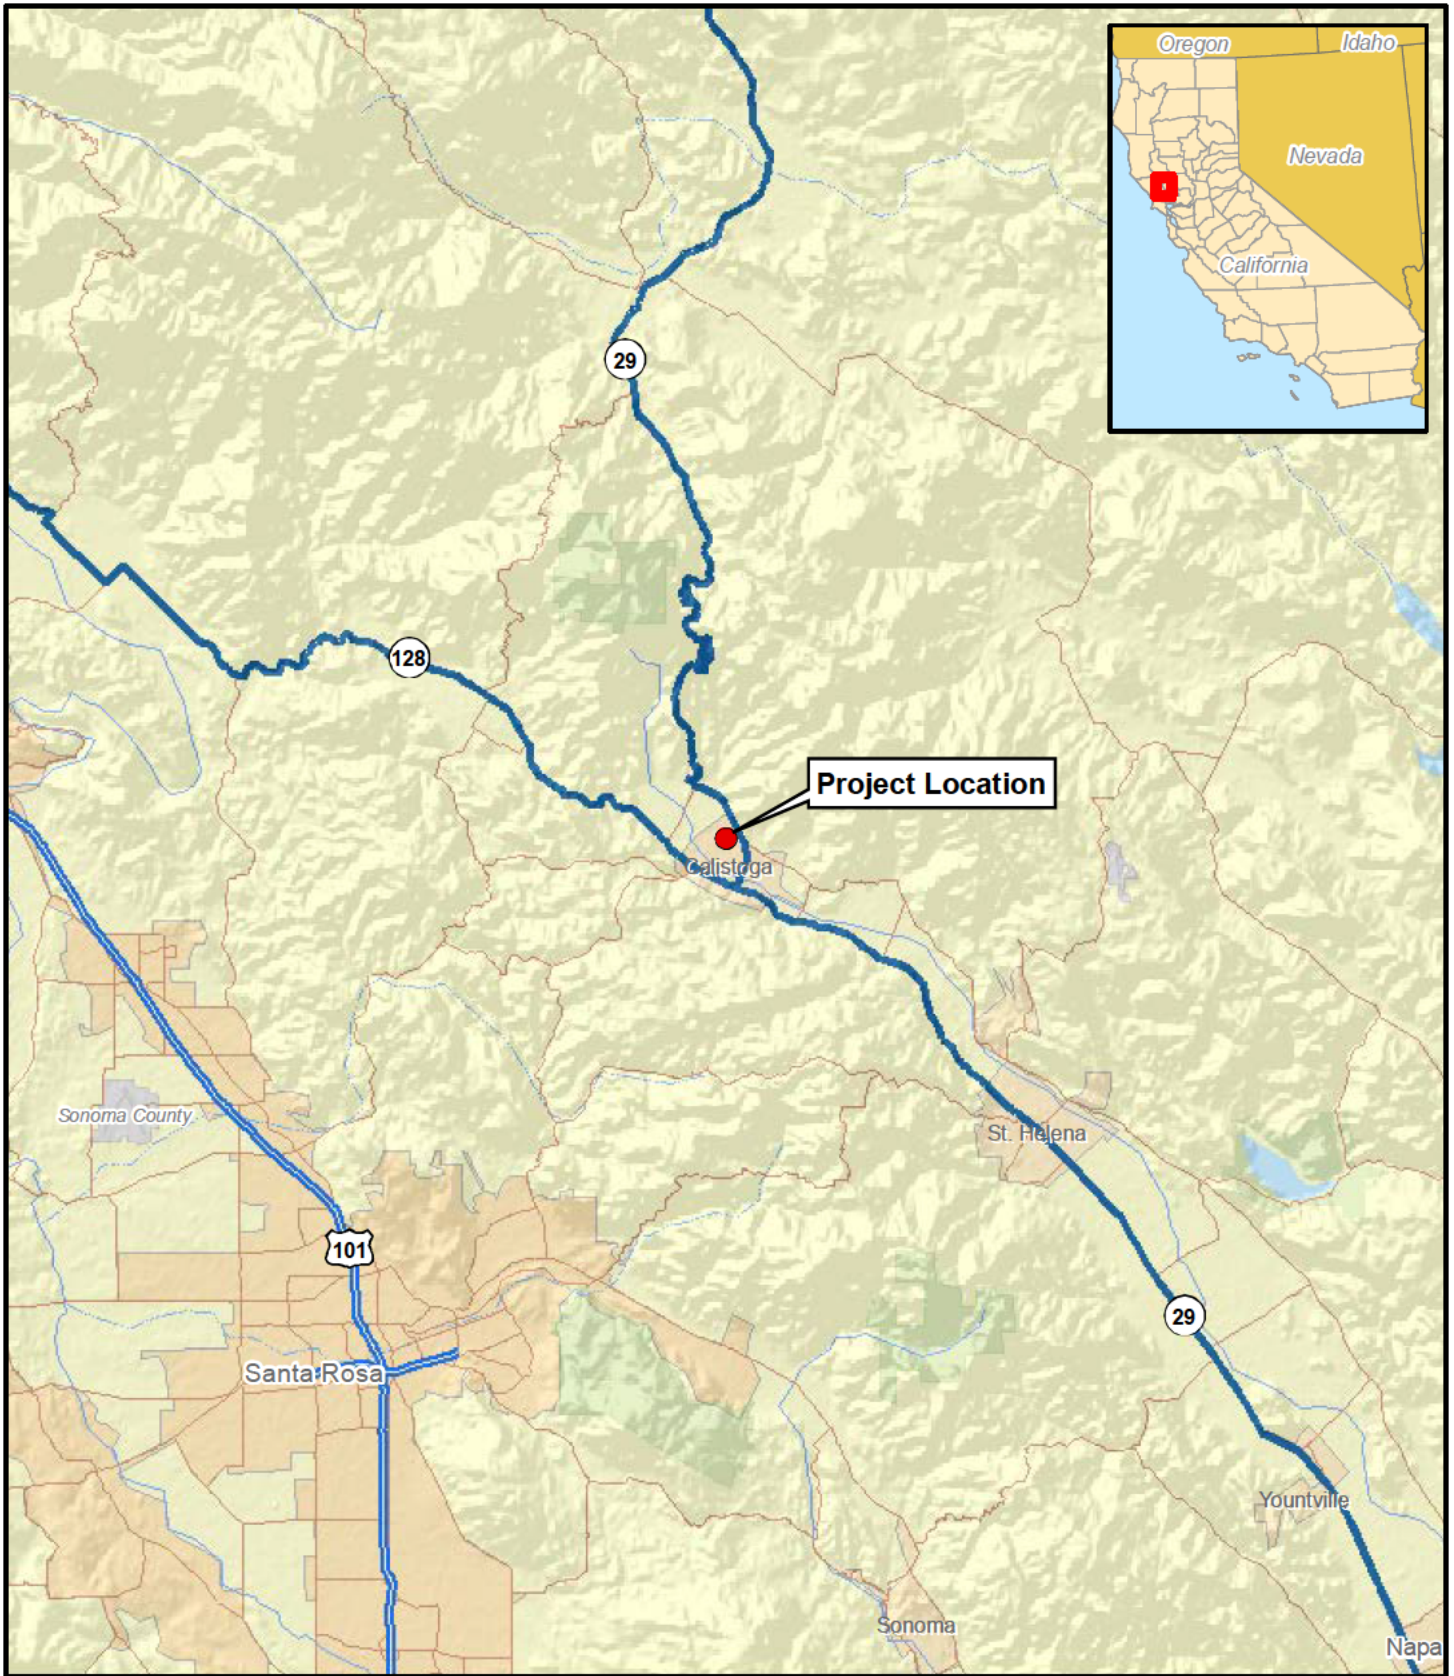 Oregon
Idaho
Nevada
California
29
128
Project Location
Calistoga
Sonoma County
St. Helena
101
29
Santa Rosa
Yountville
Sonoma
Napa